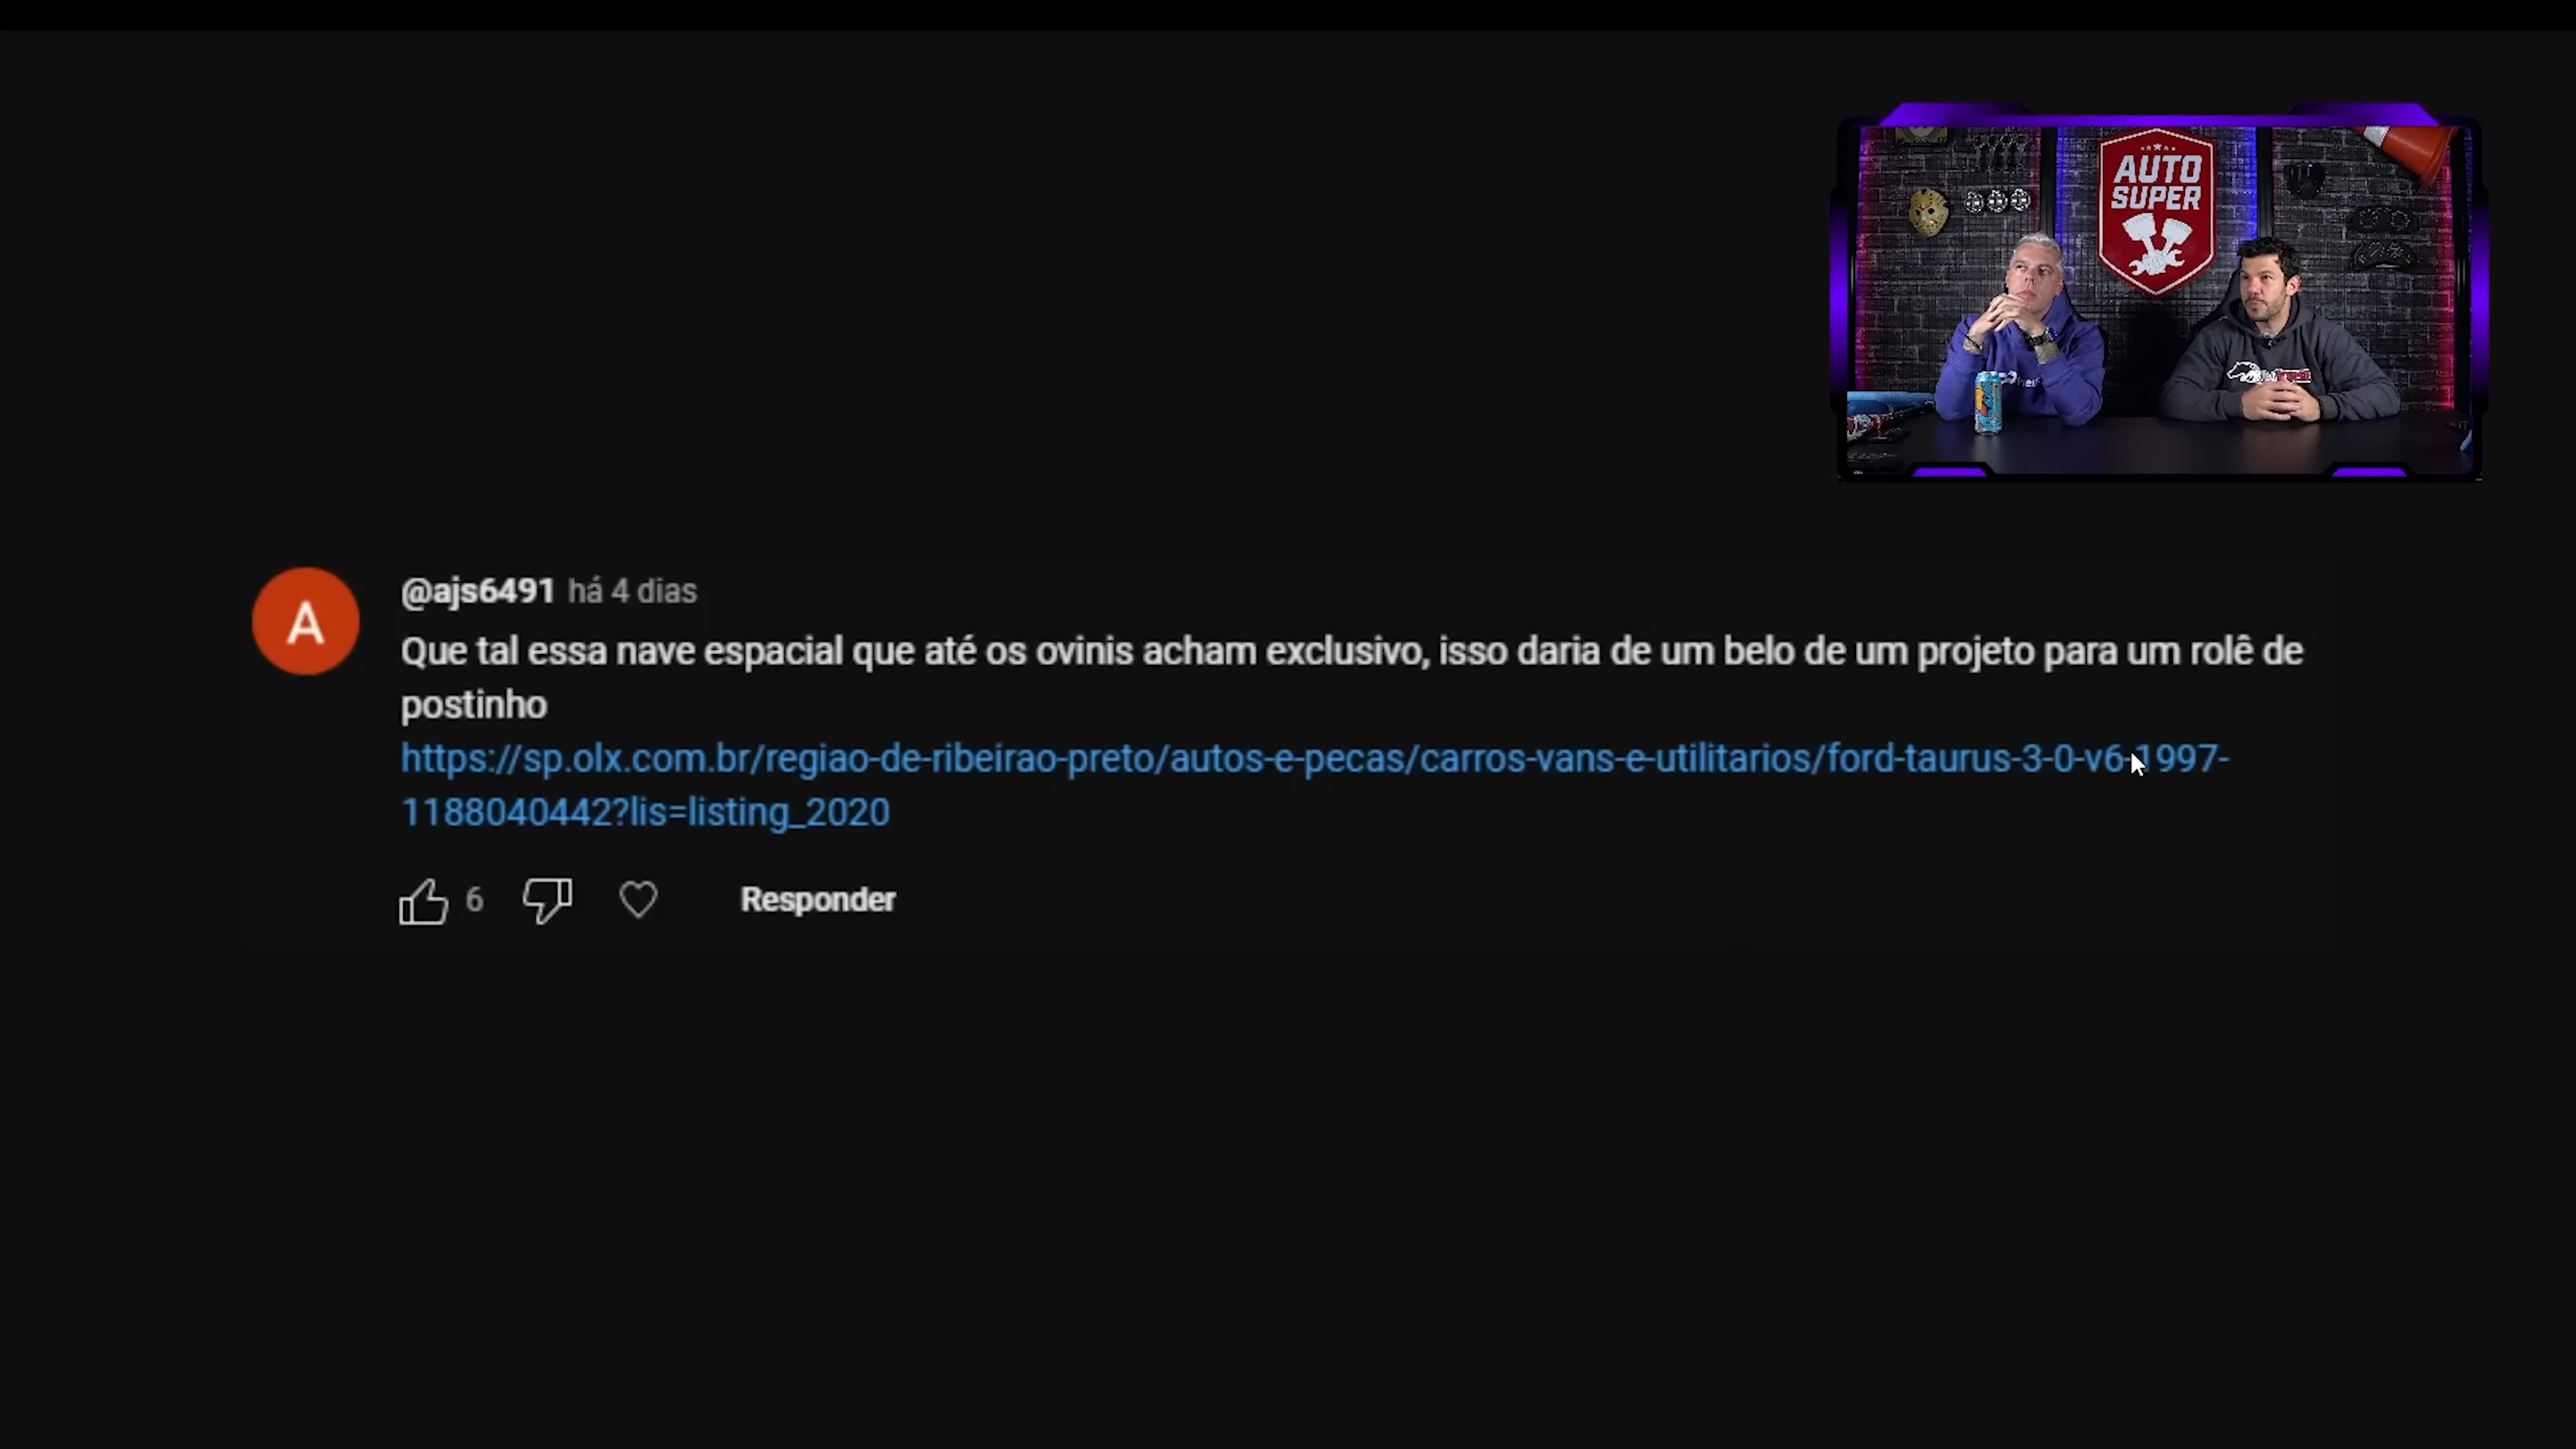 AUTO
SUPER
A
@ajs6491 há 4 dias
Que tal essa nave espacial que até os ovinis acham exclusivo, isso daria de um belo de um projeto para um rolê de
postinho
https://sp.olx.com.br/regiao-de-ribeirao-preto/autos-e-pecas/carros-vans-e-utilitarios/ford-taurus-3-0-v6-1997-
1188040442?lis=listing_2020
6
Responder